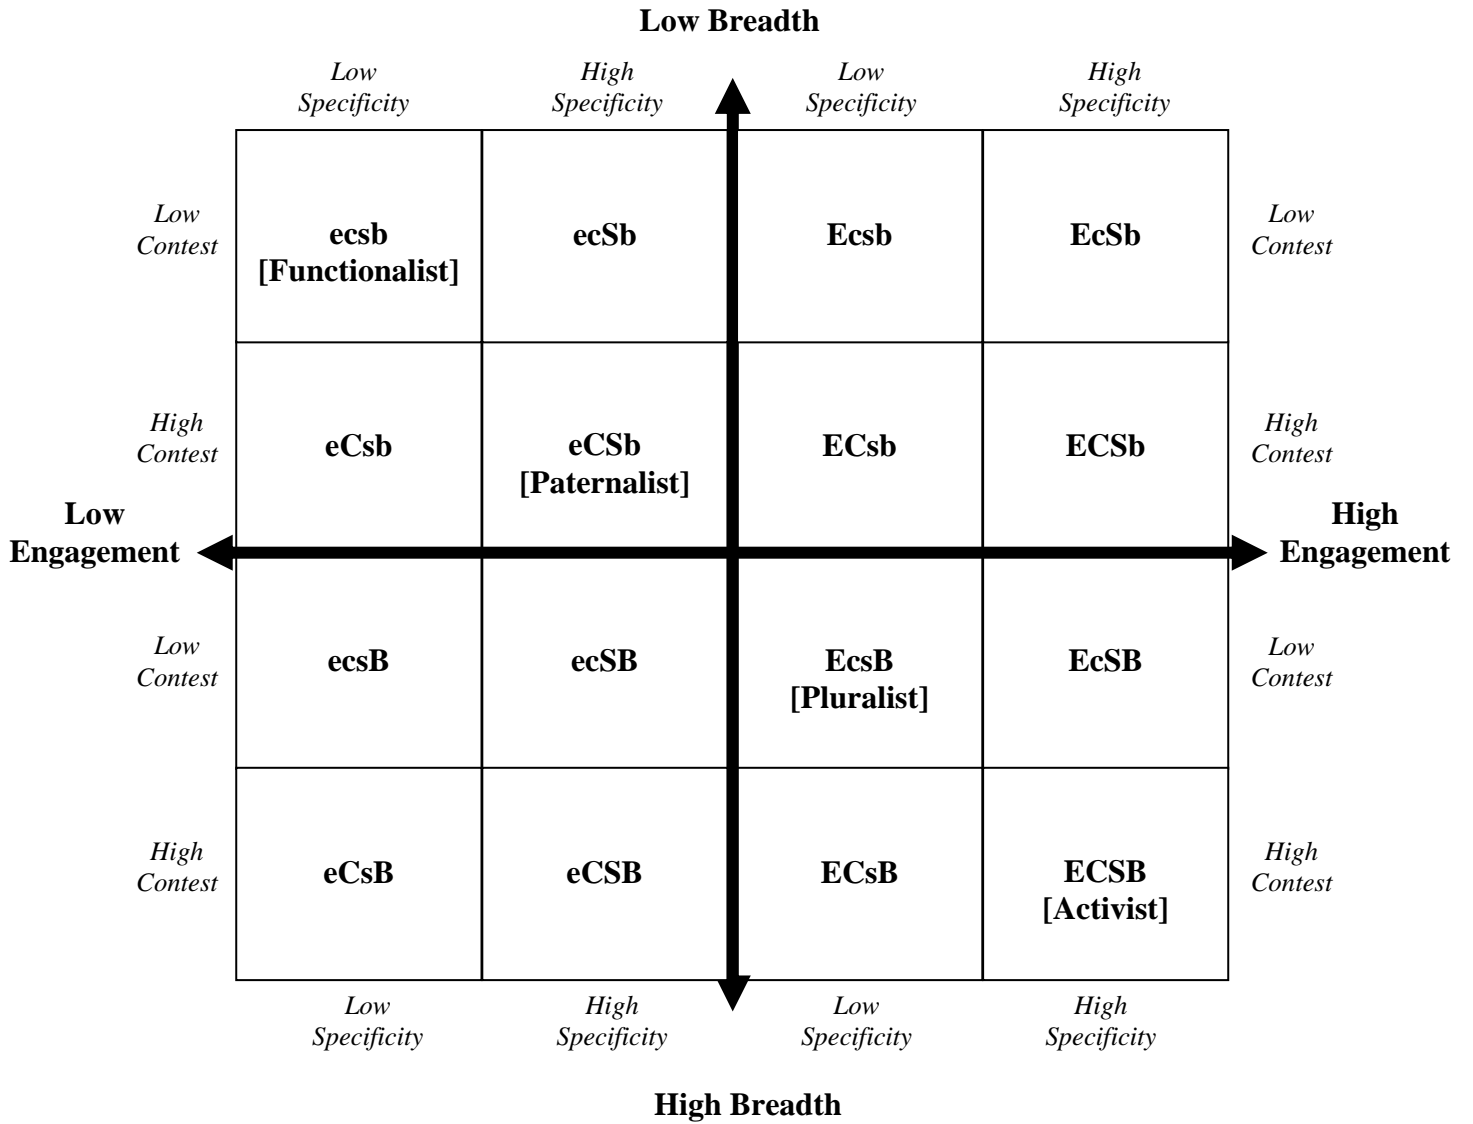 Low Breadth
Low
Specificity
High
Specificity
Low
Specificity
High
Specificity
Low
Contest
ecsb
[Functionalist]
ecSb
Ecsb
EcSb
Low
Contest
High
Contest
eCsb
eCSb
[Paternalist]
ECsb
ECSb
High
Contest
Low
Engagement
High
Engagement
Low
Contest
ecsB
ecSB
EcsB
[Pluralist]
EcSB
Low
Contest
High
Contest
eCsB
eCSB
ECsB
ECSB
[Activist]
High
Contest
Low
Specificity
High
Specificity
Low
Specificity
High
Specificity
High Breadth